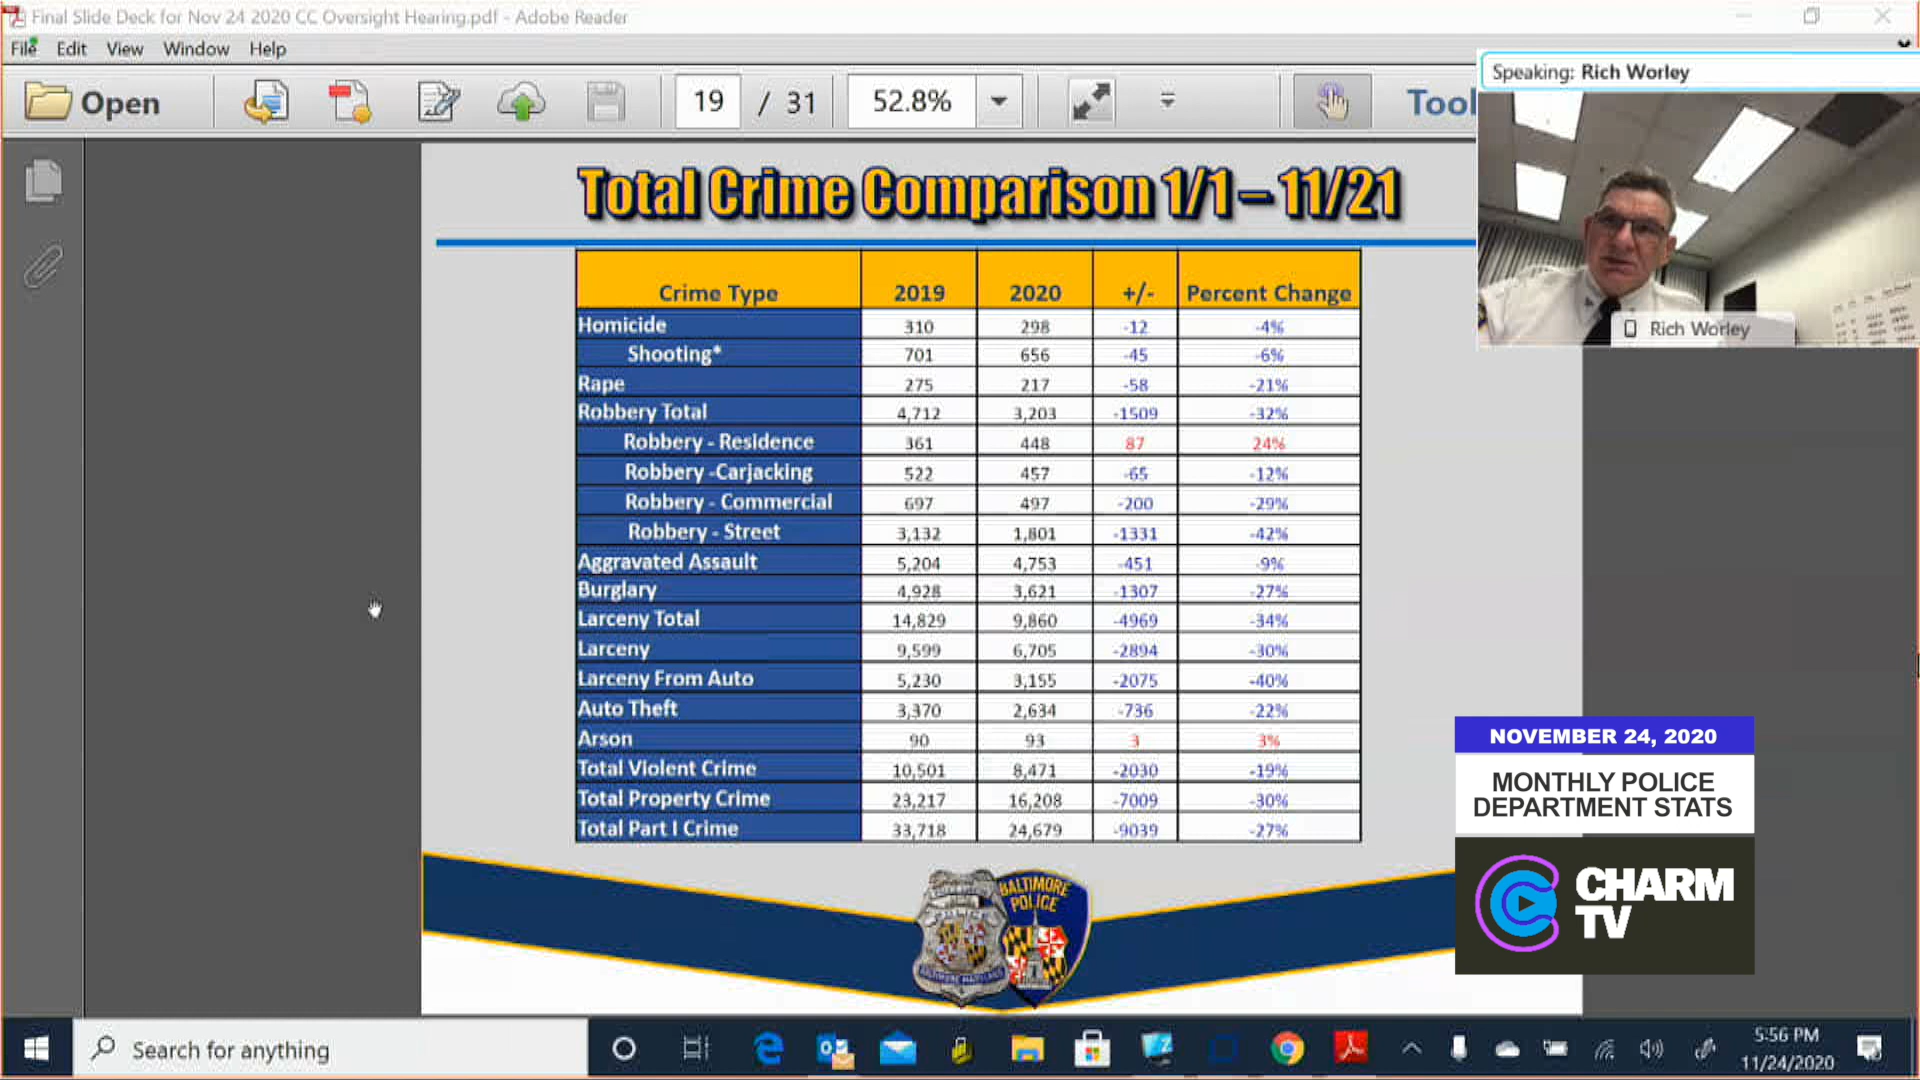 Final Slide Deck for Nov 24 2020 CC Oversight Hearing.pdf - Adobe Reader
File Edit View Window Help
Open 19 / 31 52.8% Tool
Speaking: Rich Worley
Rich Worley
Total Crime Comparison 1/1 – 11/21
Crime Type 2019 2020 +/- Percent Change
Homicide 310 298 -12 -4%
Shooting* 701 656 -45 -6%
Rape 275 217 -58 -21%
Robbery Total 4,712 3,203 -1509 -32%
Robbery - Residence 361 448 87 24%
Robbery -Carjacking 522 457 -65 -12%
Robbery - Commercial 697 497 -200 -29%
Robbery - Street 3,132 1,801 -1331 -42%
Aggravated Assault 5,204 4,753 -451 -9%
Burglary 4,928 3,621 -1307 -27%
Larceny Total 14,829 9,860 -4969 -34%
Larceny 9,599 6,705 -2894 -30%
Larceny From Auto 5,230 3,155 -2075 -40%
Auto Theft 3,370 2,634 -736 -22%
Arson 90 93 3 3%
Total Violent Crime 10,501 8,471 -2030 -19%
Total Property Crime 23,217 16,208 -7009 -30%
Total Part I Crime 33,718 24,679 -9039 -27%
NOVEMBER 24, 2020
MONTHLY POLICE
DEPARTMENT STATS
CHARM
TV
BALTIMORE
POLICE
POLICE
Search for anything
5:56 PM
11/24/2020